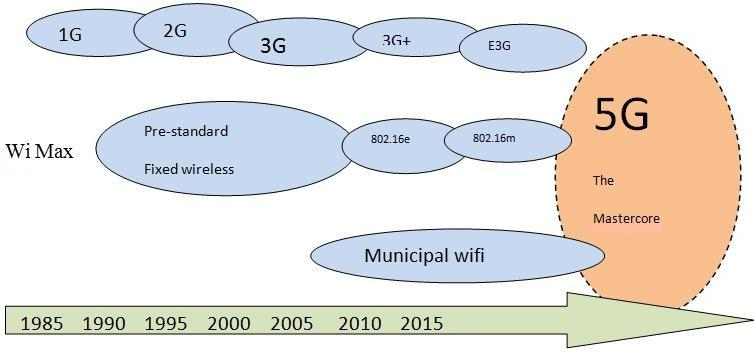 1G
2G
3G
3G+
E3G
5G
The
Mastercore
Wi Max
Pre-standard
Fixed wireless
802.16e
802.16m
Municipal wifi
1985 1990 1995 2000 2005 2010 2015